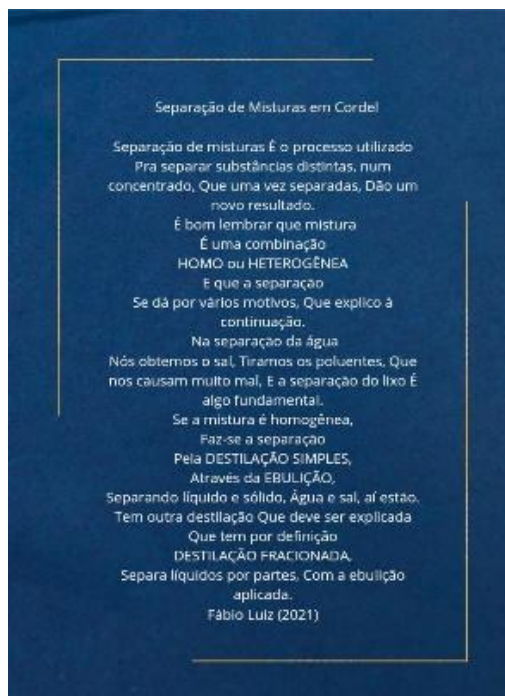 Separação de Misturas em Cordel
Separação de misturas É o processo utilizado
Pra separar substâncias distintas, num
concentrado, Que uma vez separadas, Dão um
novo resultado.
É bom lembrar que mistura
É uma combinação
HOMO ou HETEROGÊNEA
E que a separação
Se dá por vários motivos, Que explico à
continuação.
Na separação da água
Nós obtemos o sal, Tiramos os poluentes, Que
nos causam muito mal, E a separação do lixo É
algo fundamental.
Se a mistura é homogênea,
Faz-se a separação
Pela DESTILAÇÃO SIMPLES,
Através da EBULIÇÃO,
Separando líquido e sólido, Água e sal, aí estão.
Tem outra destilação Que deve ser explicada
Que tem por definição
DESTILAÇÃO FRACIONADA,
Separa líquidos por partes, Com a ebulição
aplicada.
Fábio Luiz (2021)